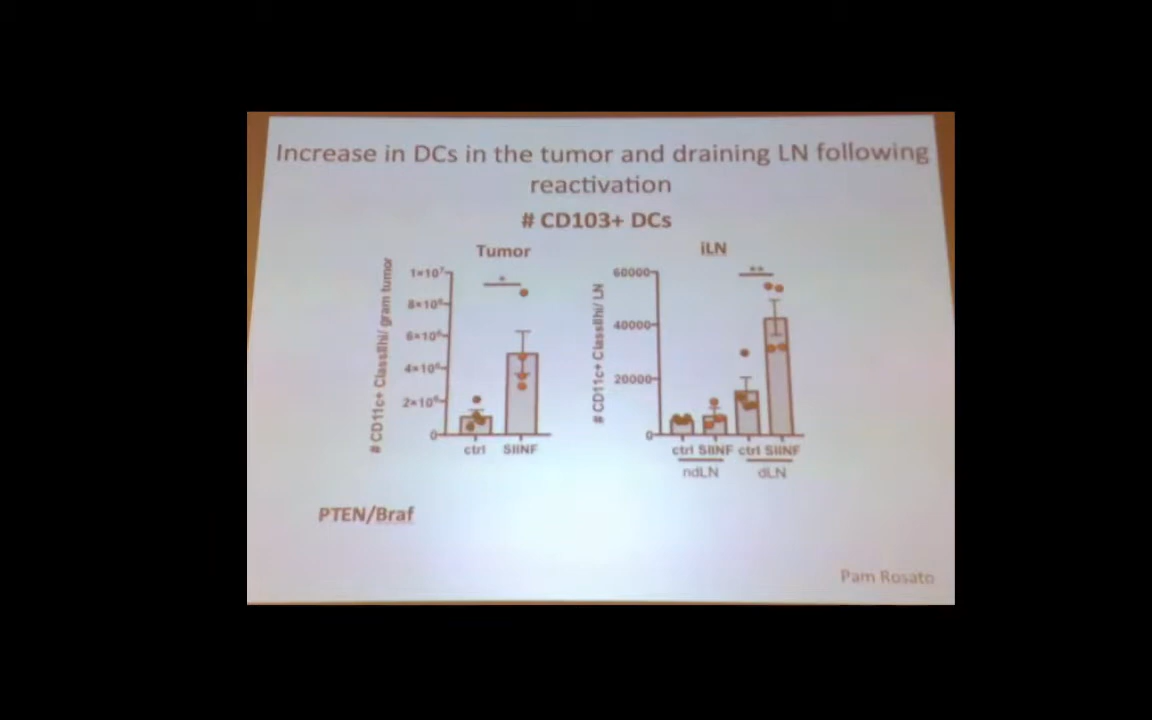 Increase in DCs in the tumor and draining LN following
reactivation
# CD103+ DCs
Tumor
iLN
# CD11c+ ClassIIhi/ gram tumor
1×10⁷
8×10⁶
6×10⁶
4×10⁶
2×10⁶
0
*
ctrl SIINF
# CD11c+ ClassIIhi/ LN
60000
40000
20000
0
**
ctrl SIINF ctrl SIINF
ndLN dLN
PTEN/Braf
Pam Rosato